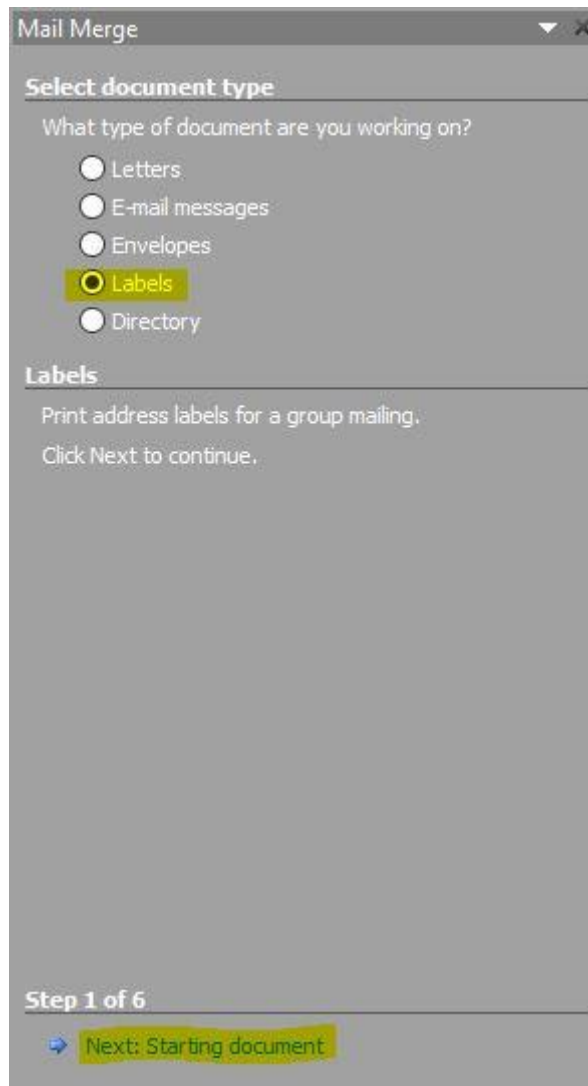 Mail Merge
Select document type
What type of document are you working on?
Letters
E-mail messages
Envelopes
Labels
Directory
Labels
Print address labels for a group mailing.
Click Next to continue.
Step 1 of 6
Next: Starting document